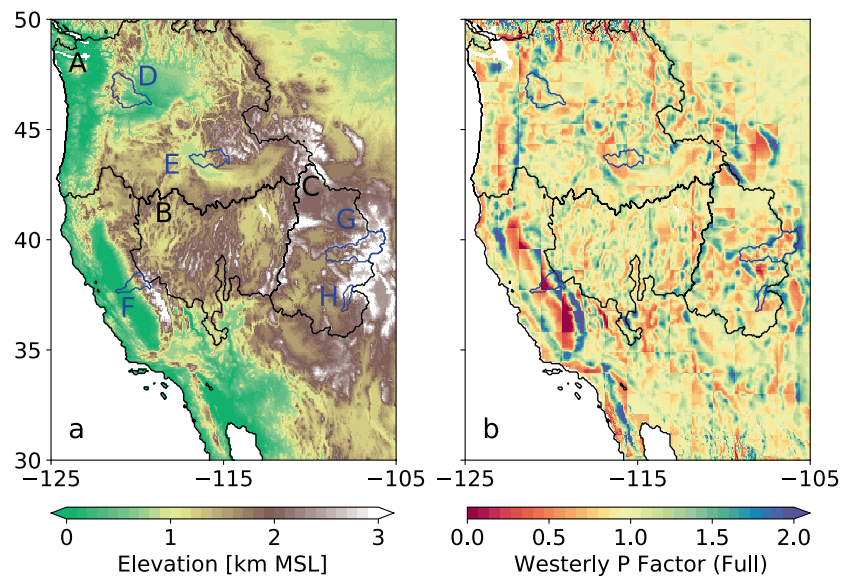 50
45
40
35
30
−125
−115
−105
A
D
E
B
C
G
F
H
a
0
1
2
3
Elevation [km MSL]
b
−125
−115
−105
0.0
0.5
1.0
1.5
2.0
Westerly P Factor (Full)